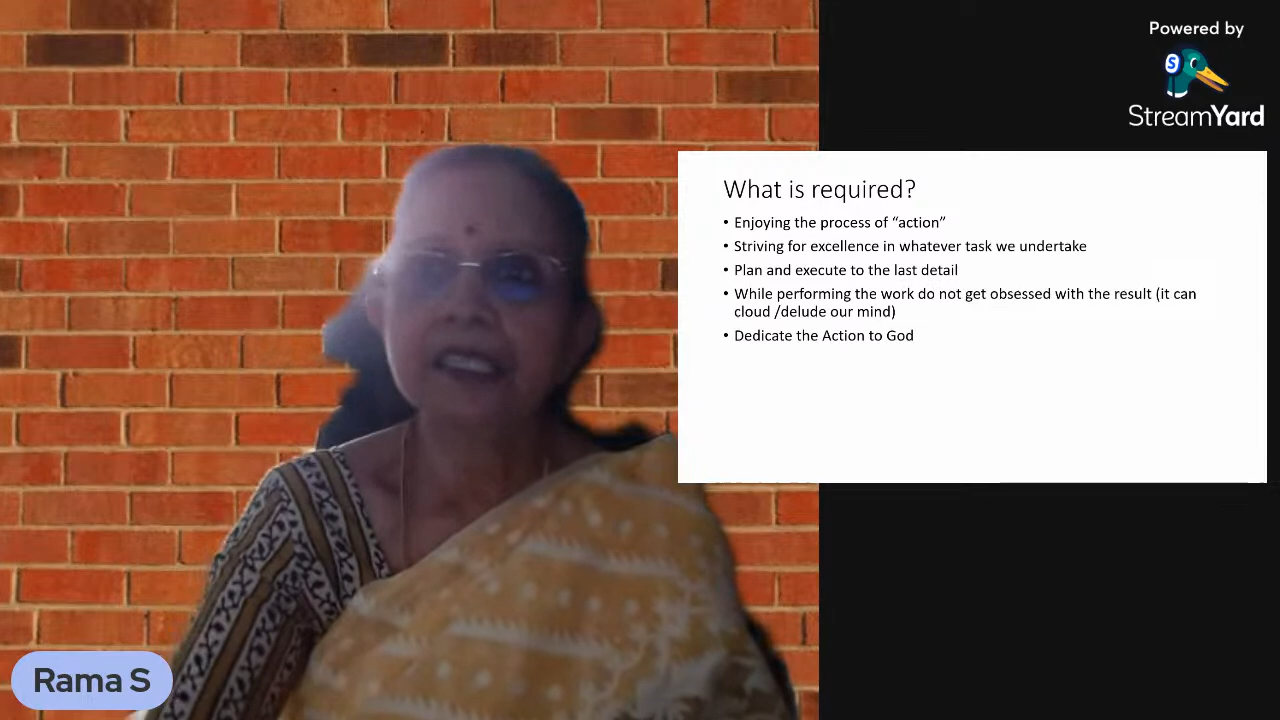 Powered by
StreamYard
What is required?
• Enjoying the process of “action”
• Striving for excellence in whatever task we undertake
• Plan and execute to the last detail
• While performing the work do not get obsessed with the result (it can
cloud /delude our mind)
• Dedicate the Action to God
Rama S